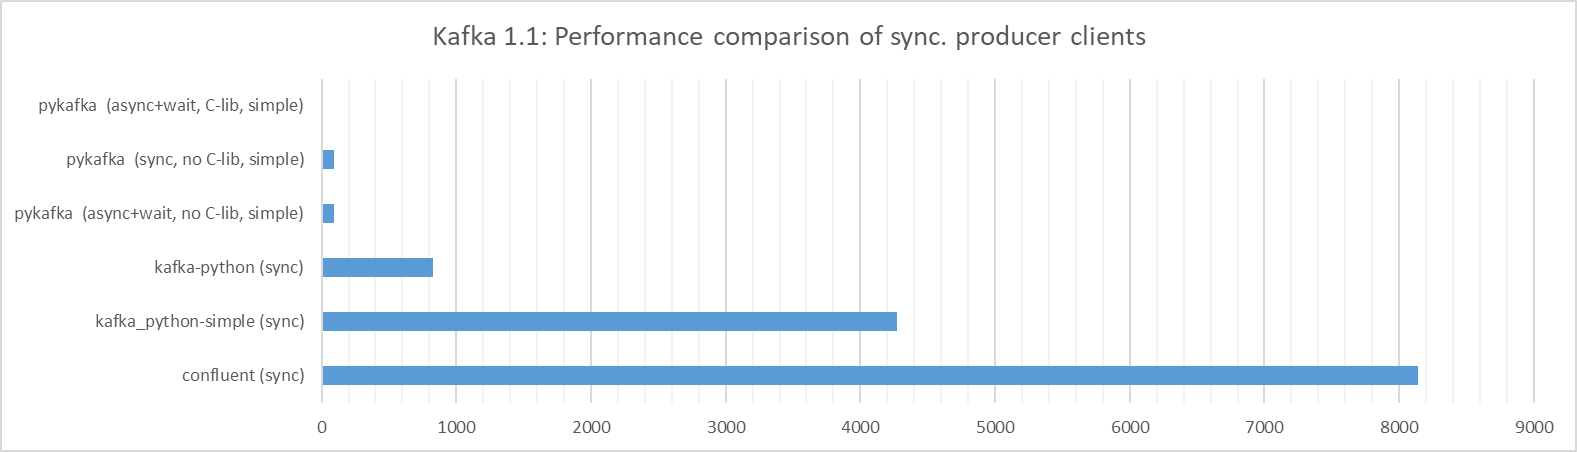 Kafka 1.1: Performance comparison of sync. producer clients
pykafka (async+wait, C-lib, simple)
pykafka (sync, no C-lib, simple)
pykafka (async+wait, no C-lib, simple)
kafka-python (sync)
kafka_python-simple (sync)
confluent (sync)
0 1000 2000 3000 4000 5000 6000 7000 8000 9000